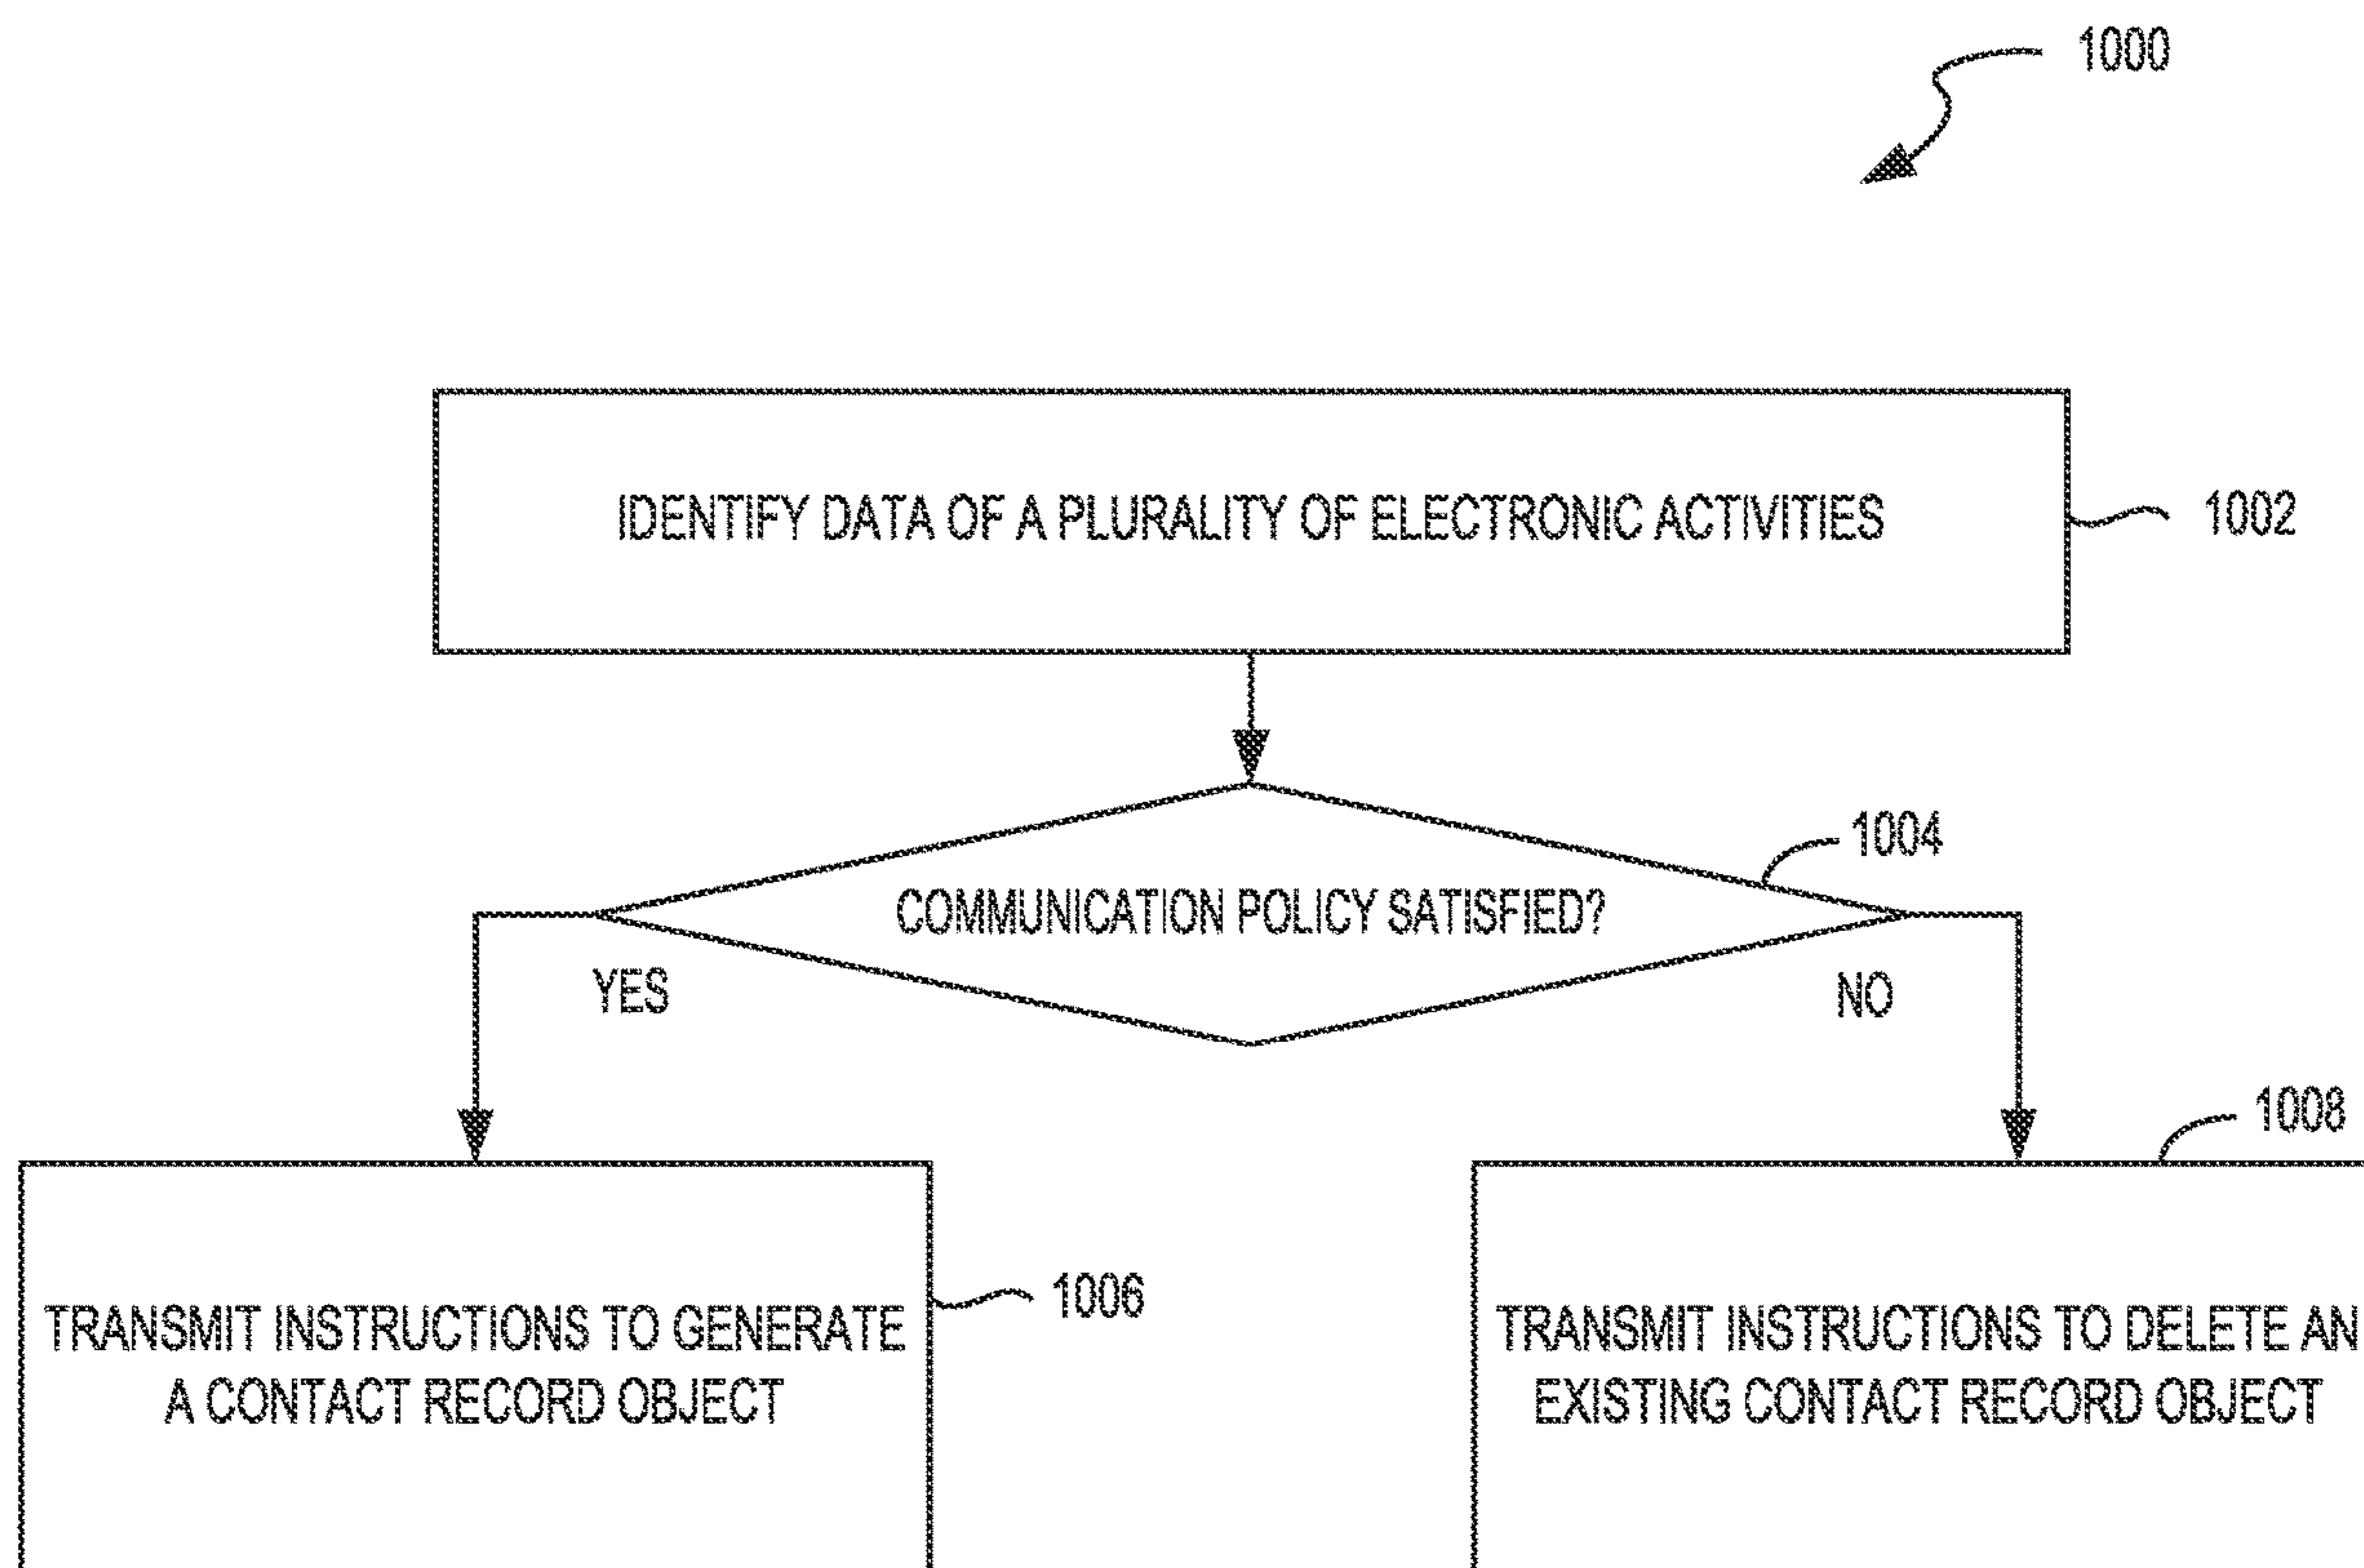 1000
IDENTIFY DATA OF A PLURALITY OF ELECTRONIC ACTIVITIES
1002
1004
COMMUNICATION POLICY SATISFIED?
YES
NO
1008
1006
TRANSMIT INSTRUCTIONS TO GENERATE
A CONTACT RECORD OBJECT
TRANSMIT INSTRUCTIONS TO DELETE AN
EXISTING CONTACT RECORD OBJECT